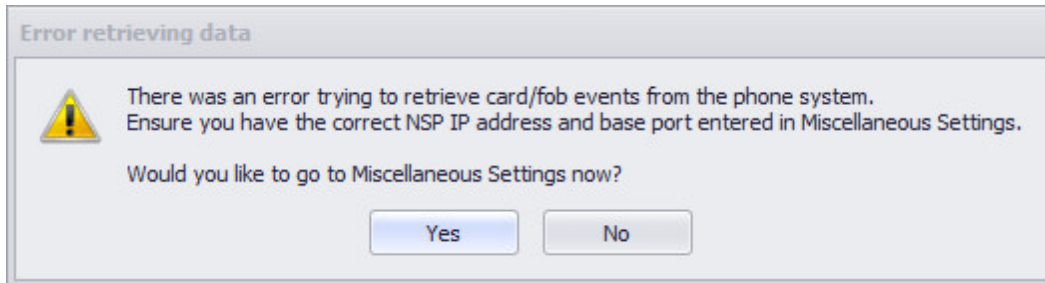 Error retrieving data
There was an error trying to retrieve card/fob events from the phone system.
Ensure you have the correct NSP IP address and base port entered in Miscellaneous Settings.
Would you like to go to Miscellaneous Settings now?
Yes
No